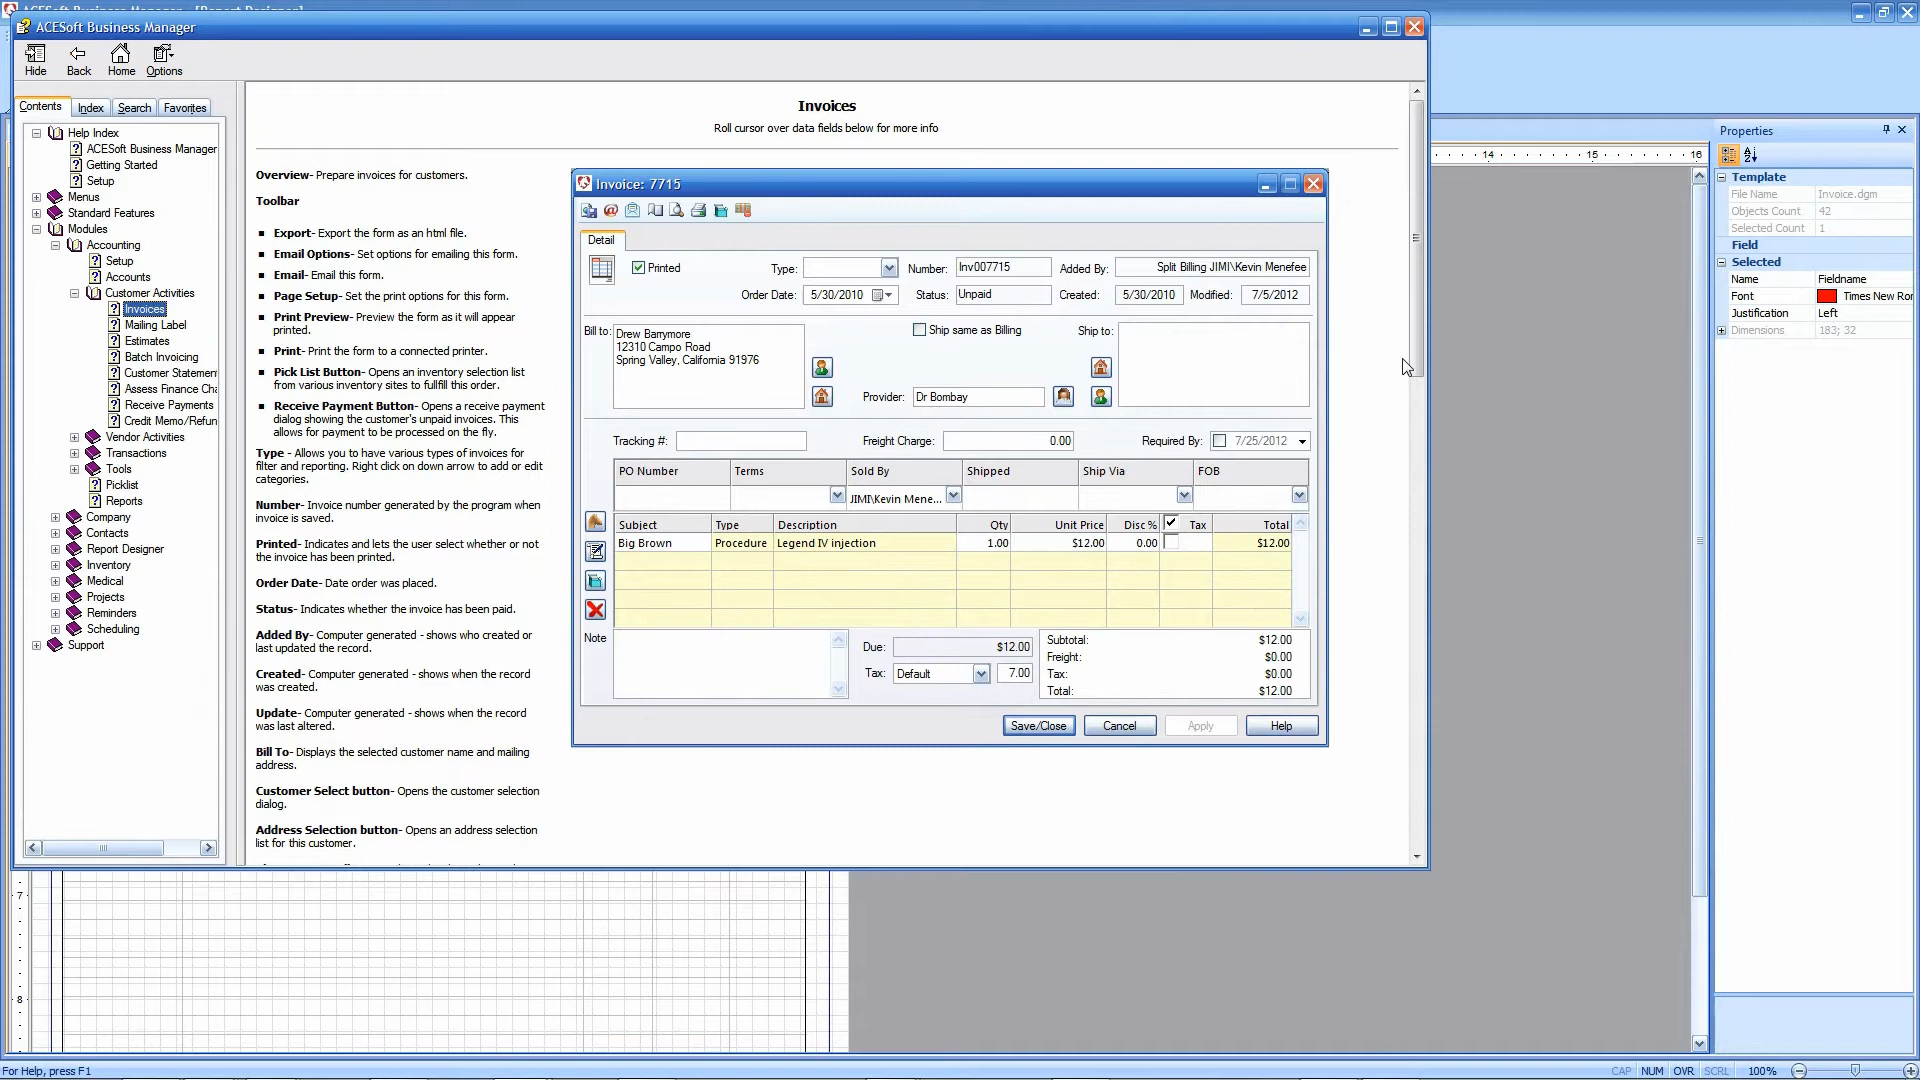 ACESoft Business Manager - [Report Designer]
ACESoft Business Manager
Hide
Back
Home
Options
Contents
Index
Search
Favorites
Help Index
ACESoft Business Manager
Getting Started
Setup
Menus
Standard Features
Modules
Accounting
Setup
Accounts
Customer Activities
Invoices
Mailing Label
Estimates
Batch Invoicing
Customer Statemen
Assess Finance Cha
Receive Payments
Credit Memo/Refun
Vendor Activities
Transactions
Tools
Picklist
Reports
Company
Contacts
Report Designer
Inventory
Medical
Projects
Reminders
Scheduling
Support
Invoices
Roll cursor over data fields below for more info
Overview- Prepare invoices for customers.
Toolbar
Export- Export the form as an html file.
Email Options- Set options for emailing this form.
Email- Email this form.
Page Setup- Set the print options for this form.
Print Preview- Preview the form as it will appear
printed.
Print- Print the form to a connected printer.
Pick List Button- Opens an inventory selection list
from various inventory sites to fullfill this order.
Receive Payment Button- Opens a receive payment
dialog showing the customer's unpaid invoices. This
allows for payment to be processed on the fly.
Type - Allows you to have various types of invoices for
filter and reporting. Right click on down arrow to add or edit
categories.
Number- Invoice number generated by the program when
invoice is saved.
Printed- Indicates and lets the user select whether or not
the invoice has been printed.
Order Date- Date order was placed.
Status- Indicates whether the invoice has been paid.
Added By- Computer generated - shows who created or
last updated the record.
Created- Computer generated - shows when the record
was created.
Update- Computer generated - shows when the record
was last altered.
Bill To- Displays the selected customer name and mailing
address.
Customer Select button- Opens the customer selection
dialog.
Address Selection button- Opens an address selection
list for this customer.
Invoice: 7715
Detail
Printed
Type:
Number: Inv007715
Added By: Split Billing JIMI\Kevin Menefee
Order Date: 5/30/2010
Status: Unpaid
Created: 5/30/2010
Modified: 7/5/2012
Bill to: Drew Barrymore
12310 Campo Road
Spring Valley, California 91976
Ship same as Billing
Ship to:
Provider: Dr Bombay
Tracking #:
Freight Charge: 0.00
Required By: 7/25/2012
PO Number Terms Sold By Shipped Ship Via FOB
JIMI\Kevin Mene...
Subject Type Description Qty Unit Price Disc % Tax Total
Big Brown Procedure Legend IV injection 1.00 $12.00 0.00 $12.00
Note
Due: $12.00
Tax: Default 7.00
Subtotal: $12.00
Freight: $0.00
Tax: $0.00
Total: $12.00
Save/Close
Cancel
Apply
Help
14 15 16
Properties
Template
File Name Invoice.dgm
Objects Count 42
Selected Count 1
Field
Selected
Name Fieldname
Font Times New Ror
Justification Left
Dimensions 183; 32
7
8
For Help, press F1
CAP NUM OVR SCRL 100%